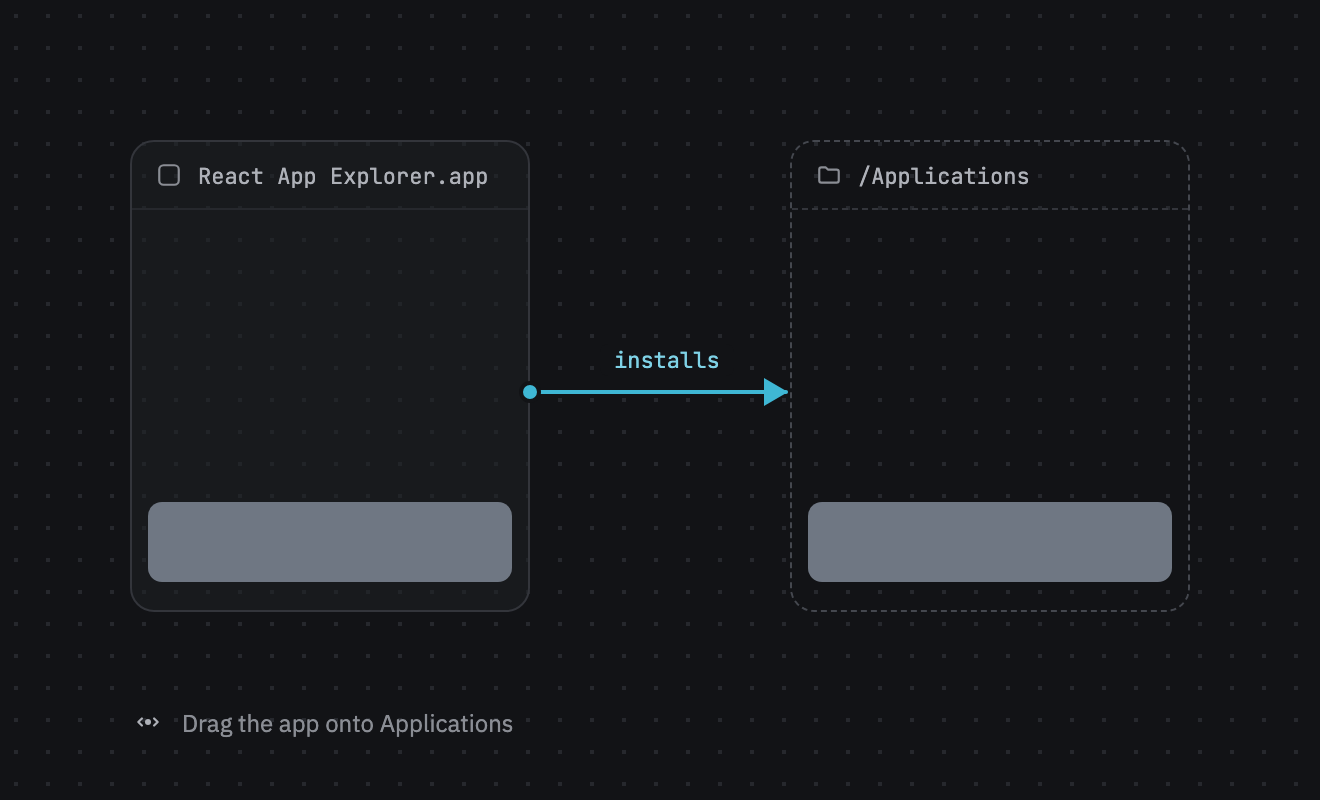 React App Explorer.app
/Applications
installs
Drag the app onto Applications